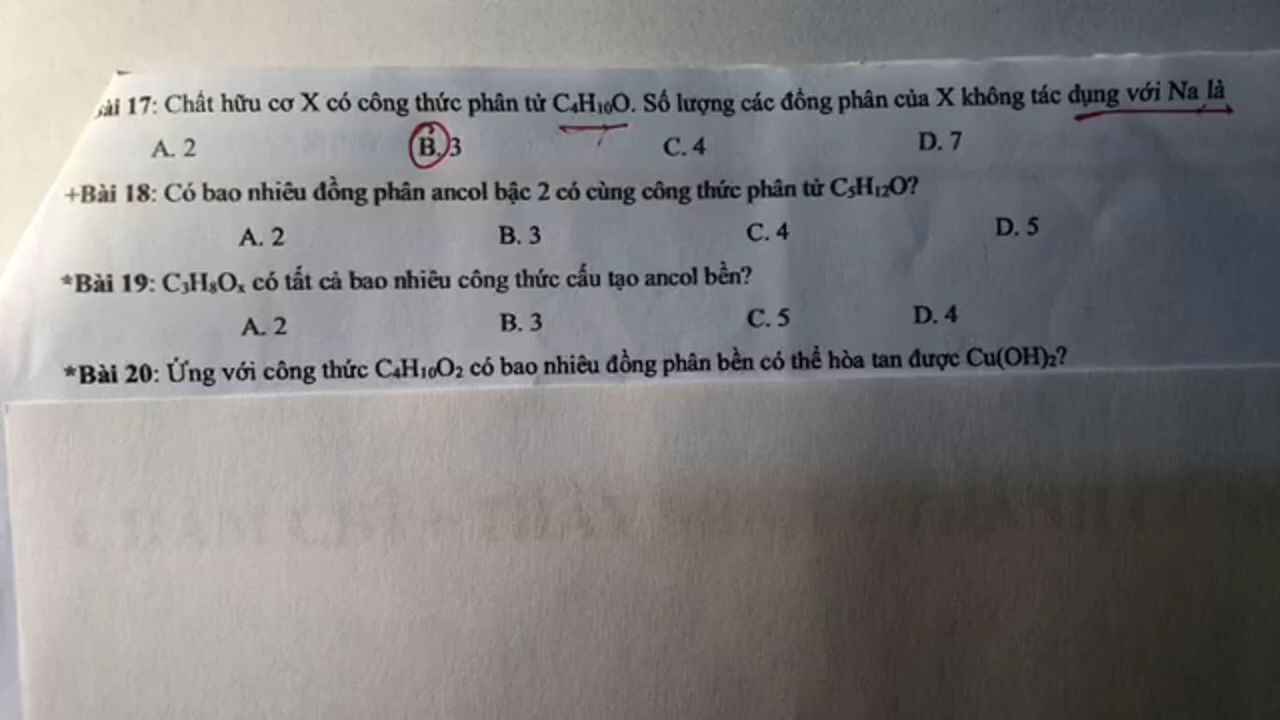 ài 17: Chất hữu cơ X có công thức phân tử C₄H₁₀O. Số lượng các đồng phân của X không tác dụng với Na là
A. 2 B. 3 C. 4 D. 7
+Bài 18: Có bao nhiêu đồng phân ancol bậc 2 có cùng công thức phân tử C₅H₁₂O?
A. 2 B. 3 C. 4 D. 5
*Bài 19: C₃H₈Oₓ có tất cả bao nhiêu công thức cấu tạo ancol bền?
A. 2 B. 3 C. 5 D. 4
*Bài 20: Ứng với công thức C₄H₁₀O₂ có bao nhiêu đồng phân bền có thể hòa tan được Cu(OH)₂?